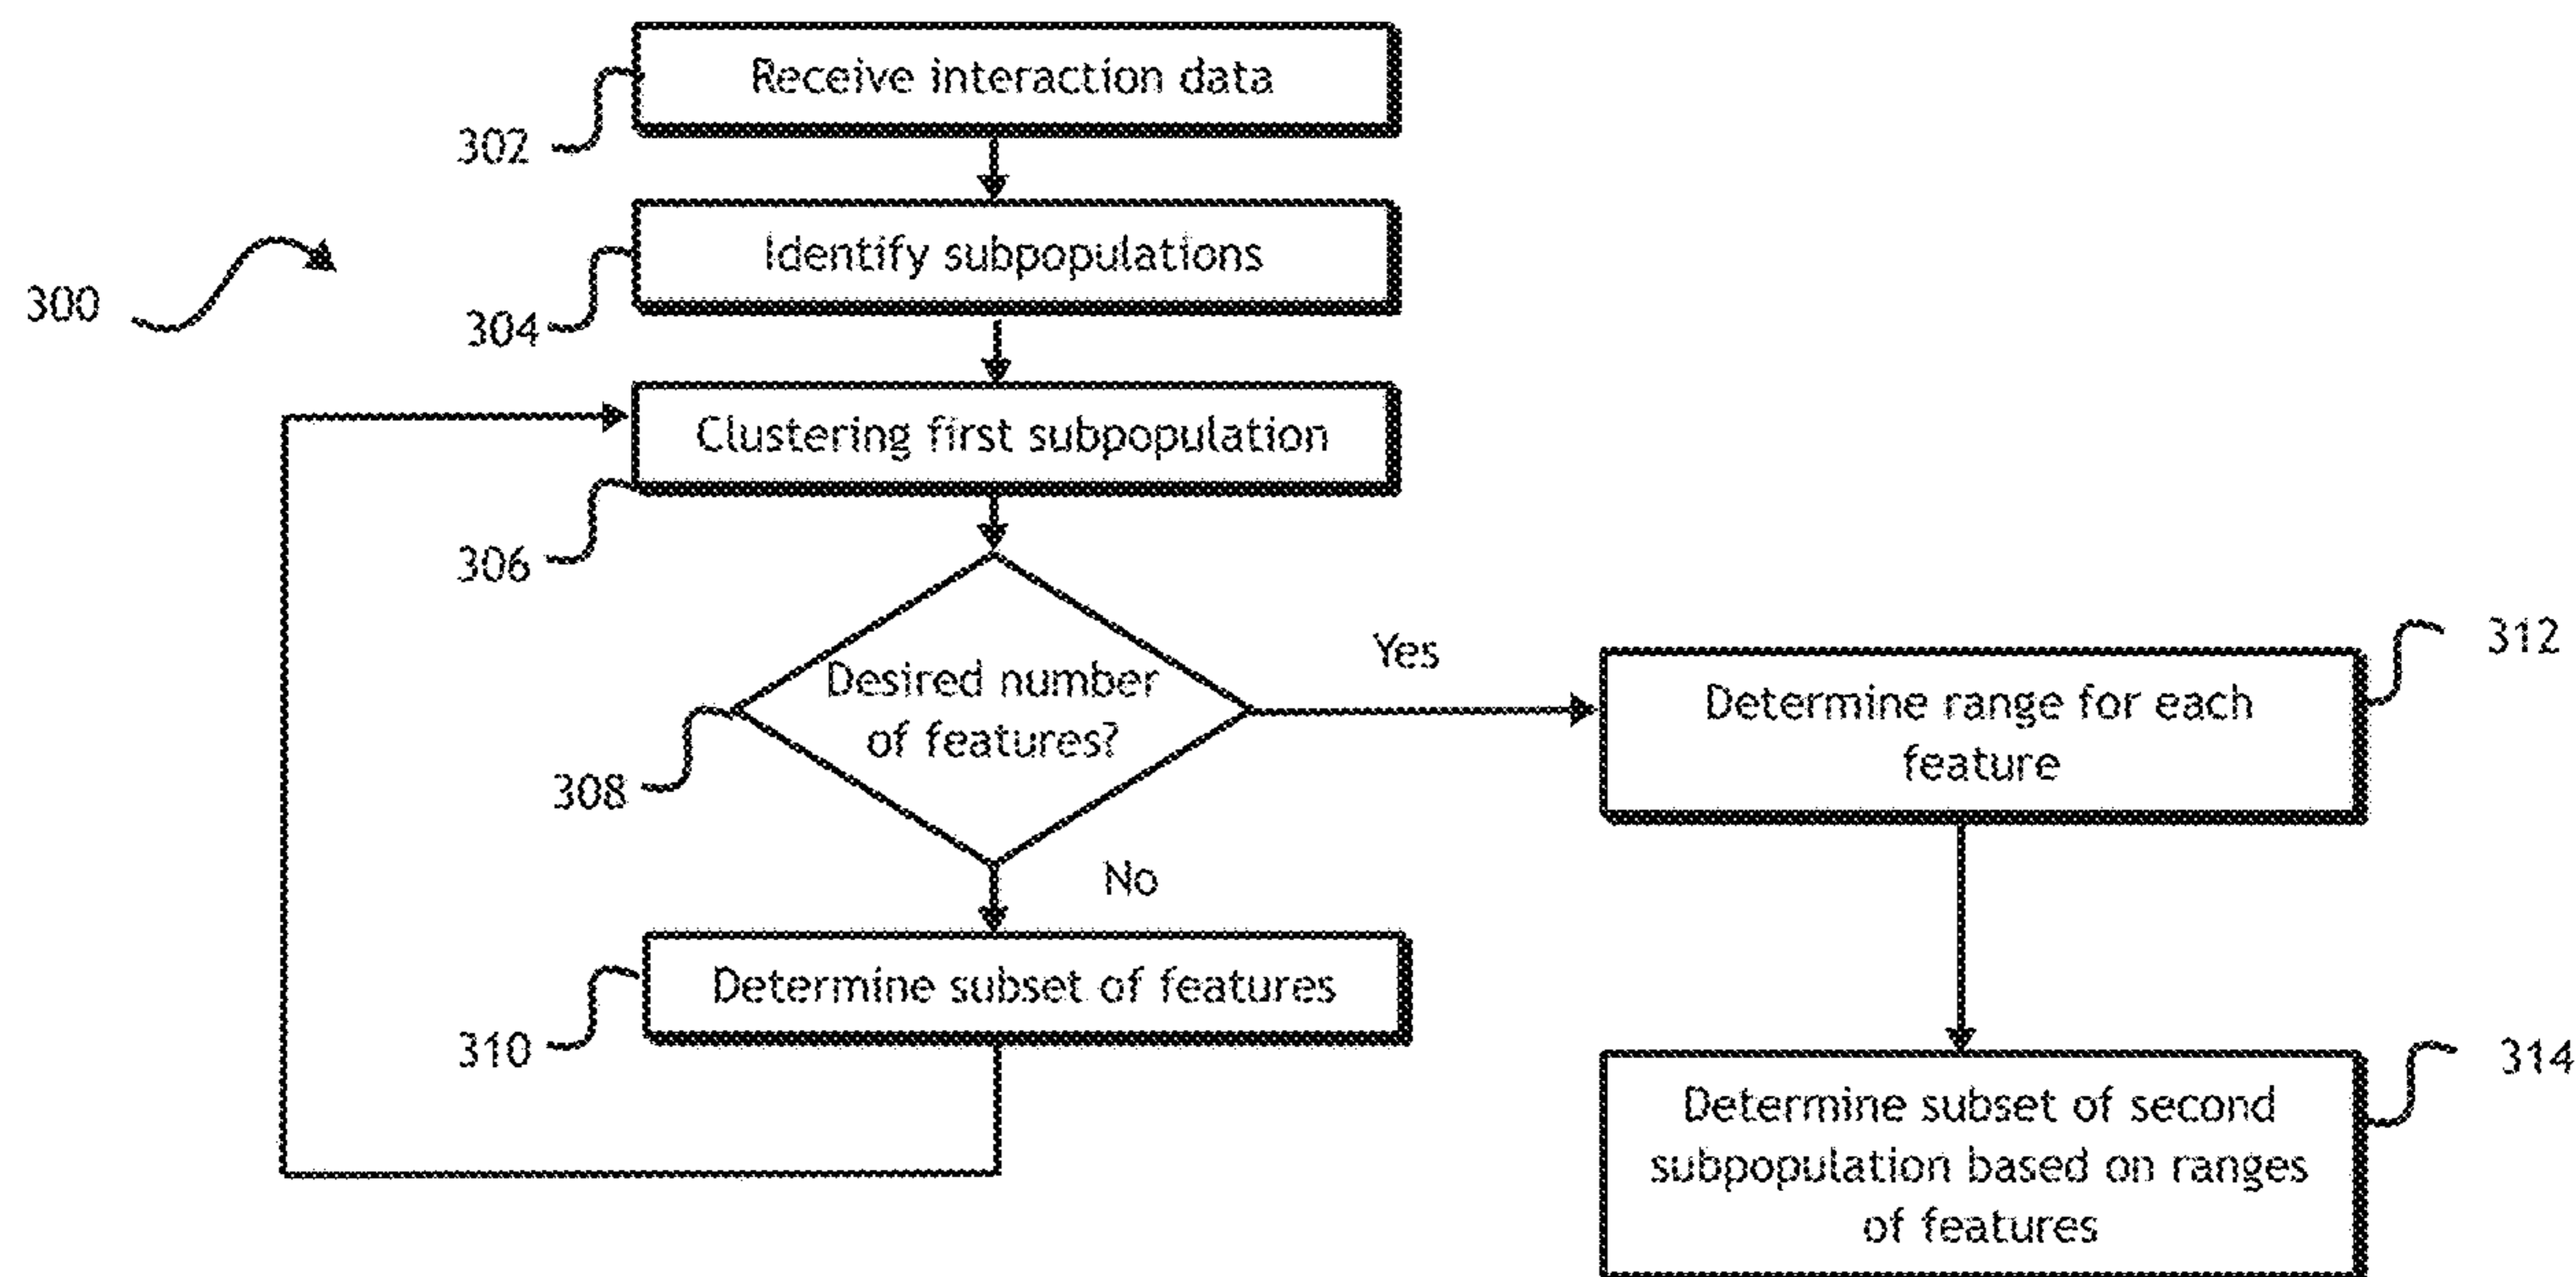 Receive interaction data
302
Identify subpopulations
300
304
Clustering first subpopulation
306
Desired number
of features?
308
Yes
No
Determine range for each
feature
312
Determine subset of features
310
Determine subset of second
subpopulation based on ranges
of features
314